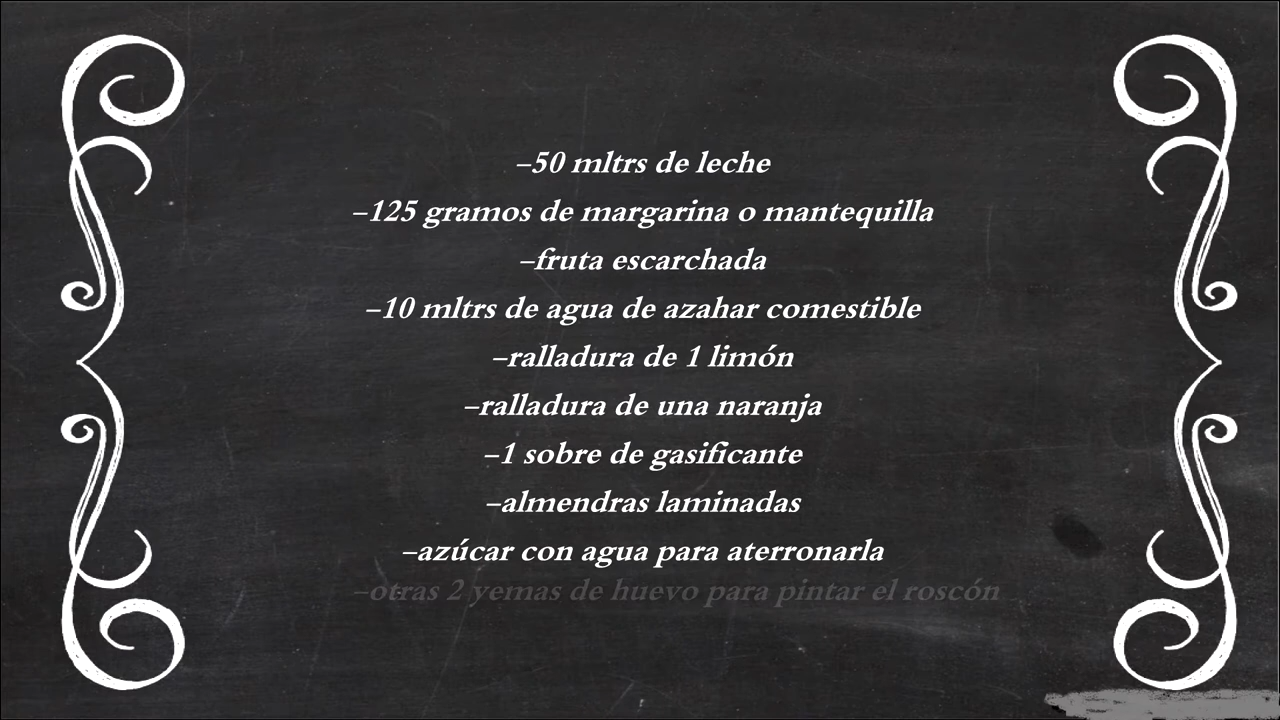 –50 mltrs de leche
–125 gramos de margarina o mantequilla
–fruta escarchada
–10 mltrs de agua de azahar comestible
–ralladura de 1 limón
–ralladura de una naranja
–1 sobre de gasificante
–almendras laminadas
–azúcar con agua para aterronarla
–otras 2 yemas de huevo para pintar el roscón